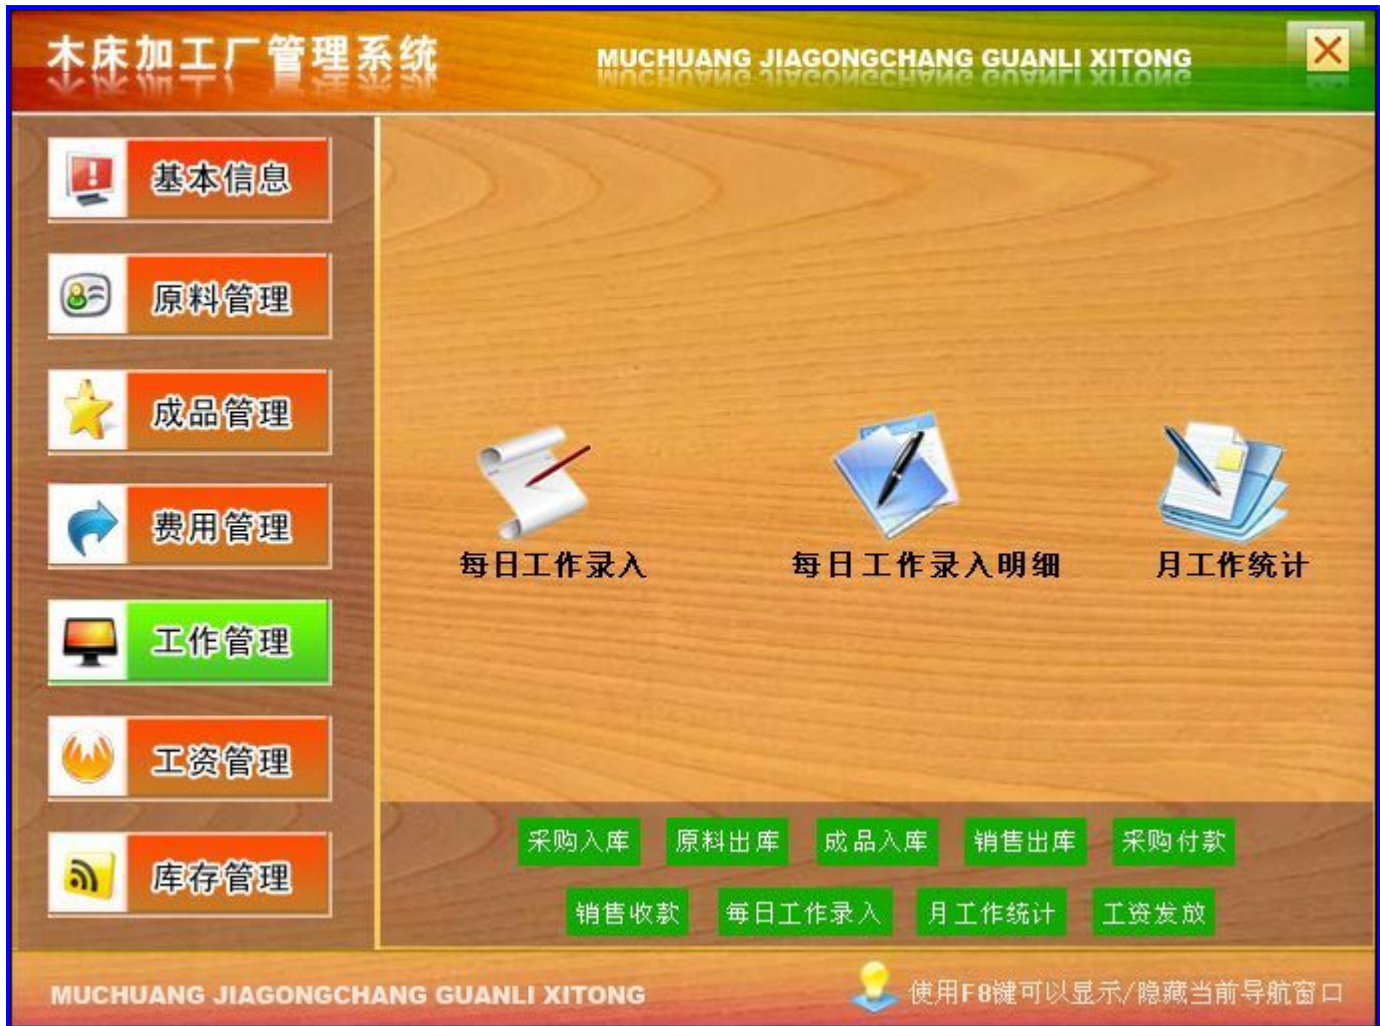 木床加工厂管理系统
MUCHUANG JIAGONGCHANG GUANLI XITONG
基本信息
原料管理
成品管理
费用管理
工作管理
工资管理
库存管理
每日工作录入
每日工作录入明细
月工作统计
采购入库 原料出库 成品入库 销售出库 采购付款
销售收款 每日工作录入 月工作统计 工资发放
MUCHUANG JIAGONGCHANG GUANLI XITONG
使用F8键可以显示/隐藏当前导航窗口